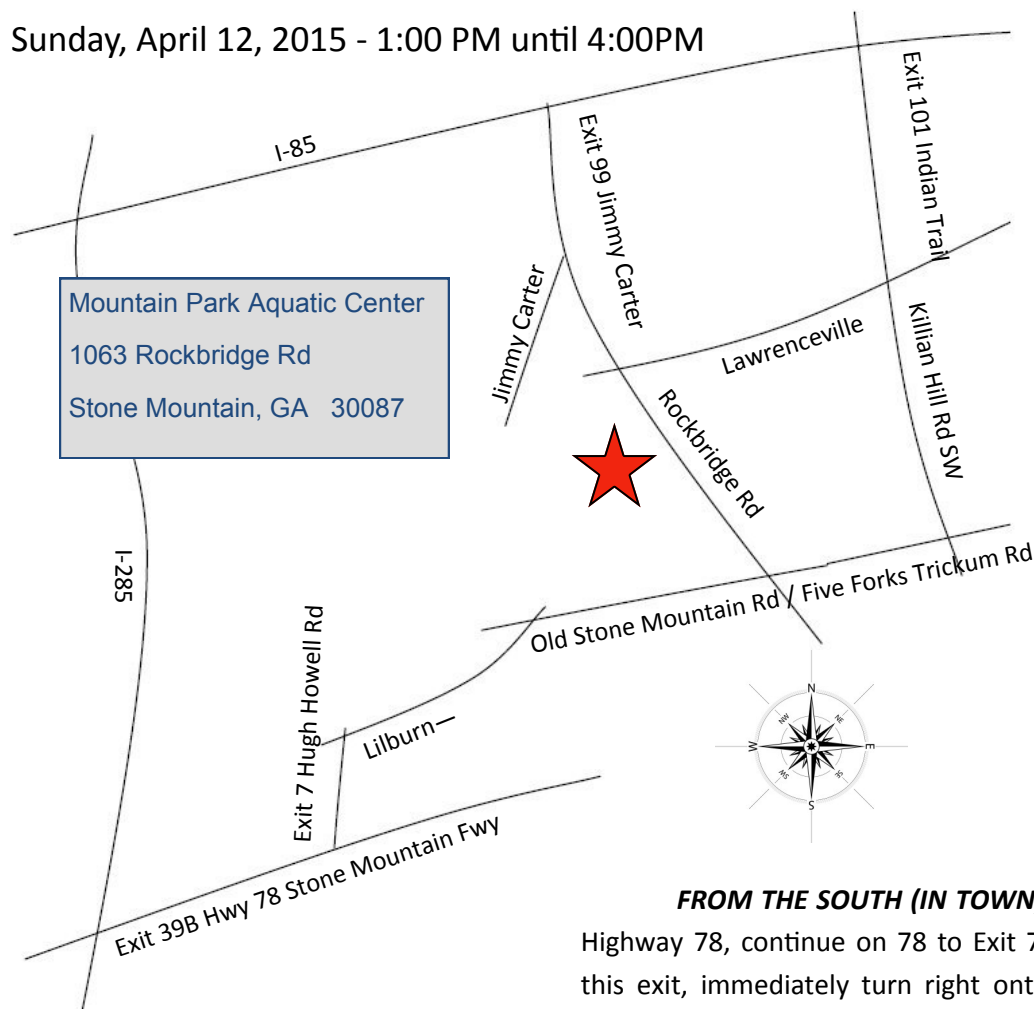 Sunday, April 12, 2015 - 1:00 PM until 4:00PM
I-85
Exit 99 Jimmy Carter
Exit 101 Indian Trail
Mountain Park Aquatic Center
1063 Rockbridge Rd
Stone Mountain, GA 30087
Jimmy Carter
Lawrenceville
Killian Hill Rd SW
Rockbridge Rd
I-285
Old Stone Mountain Rd / Five Forks Trickum Rd
Exit 7 Hugh Howell Rd
Lilburn—
Exit 39B Hwy 78 Stone Mountain Fwy
N
NW
NE
W
E
SW
SE
S
FROM THE SOUTH (IN TOWN
Highway 78, continue on 78 to Exit 7
this exit, immediately turn right ont